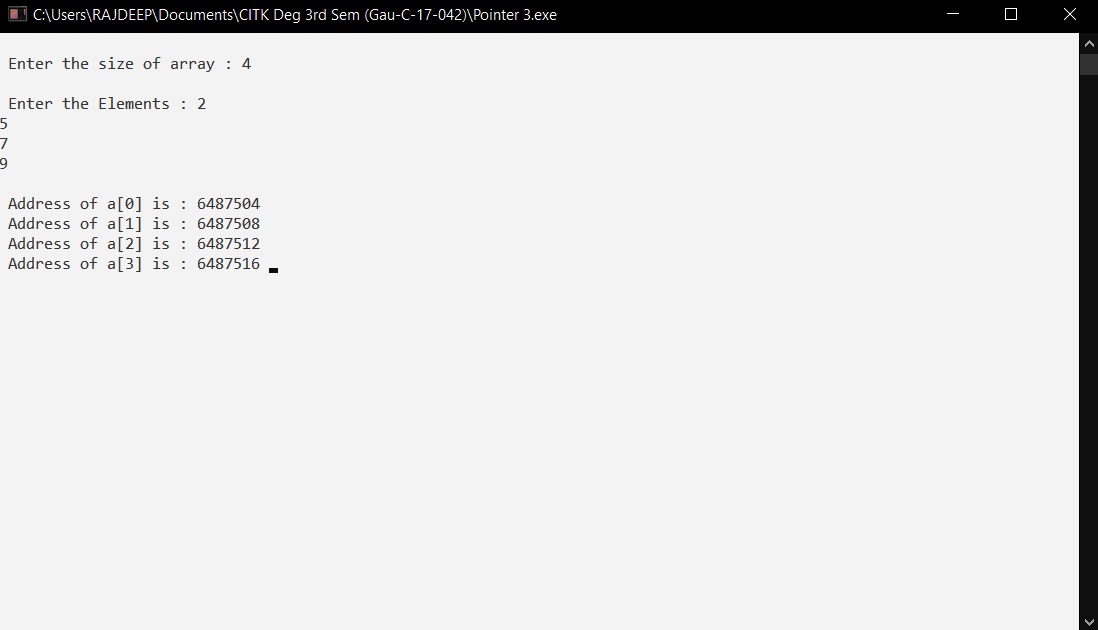 C:\Users\RAJDEEP\Documents\CITK Deg 3rd Sem (Gau-C-17-042)\Pointer 3.exe
Enter the size of array : 4
Enter the Elements : 2
5
7
9
Address of a[0] is : 6487504
Address of a[1] is : 6487508
Address of a[2] is : 6487512
Address of a[3] is : 6487516